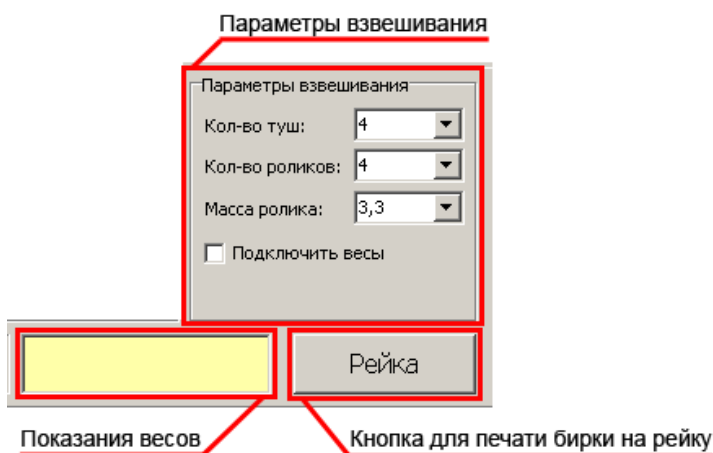 Параметры взвешивания
Параметры взвешивания
Кол-во туш: 4
Кол-во роликов: 4
Масса ролика: 3,3
Подключить весы
Рейка
Показания весов
Кнопка для печати бирки на рейку